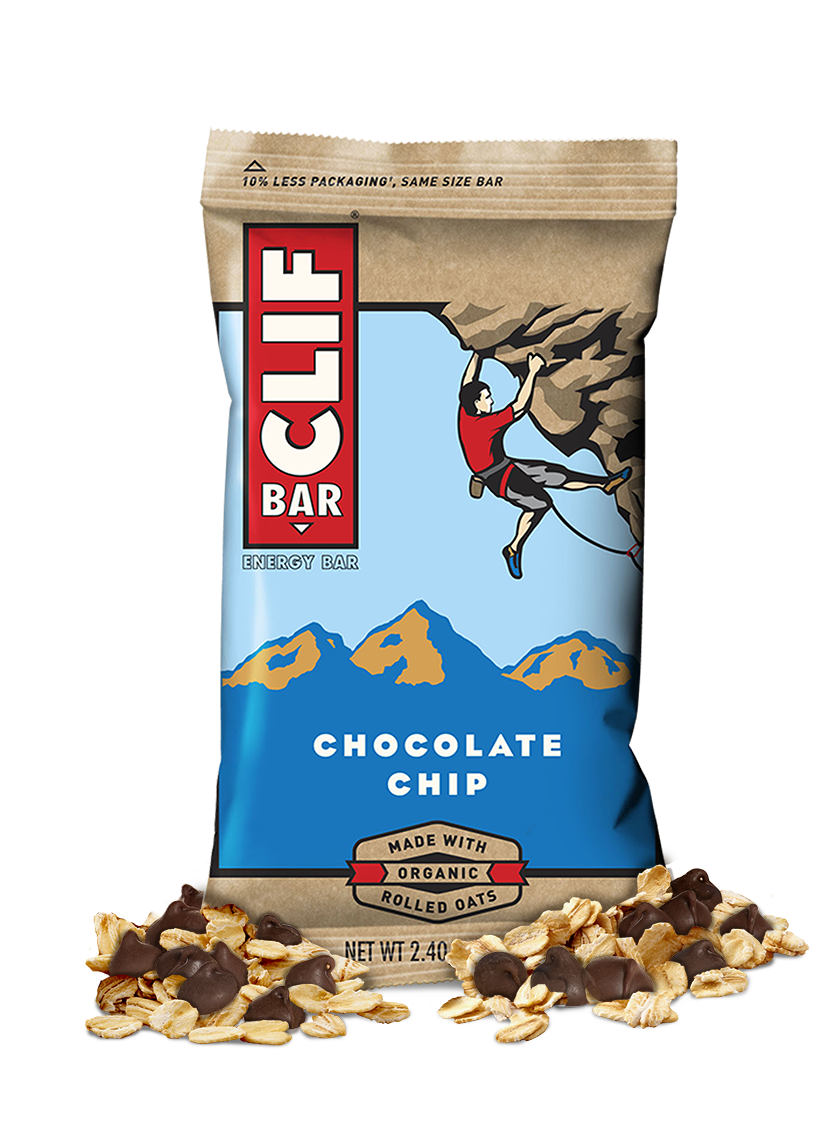 10% LESS PACKAGING†, SAME SIZE BAR
CLIF®
BAR
ENERGY BAR
CHOCOLATE
CHIP
MADE WITH
ORGANIC
ROLLED OATS
NET WT 2.40